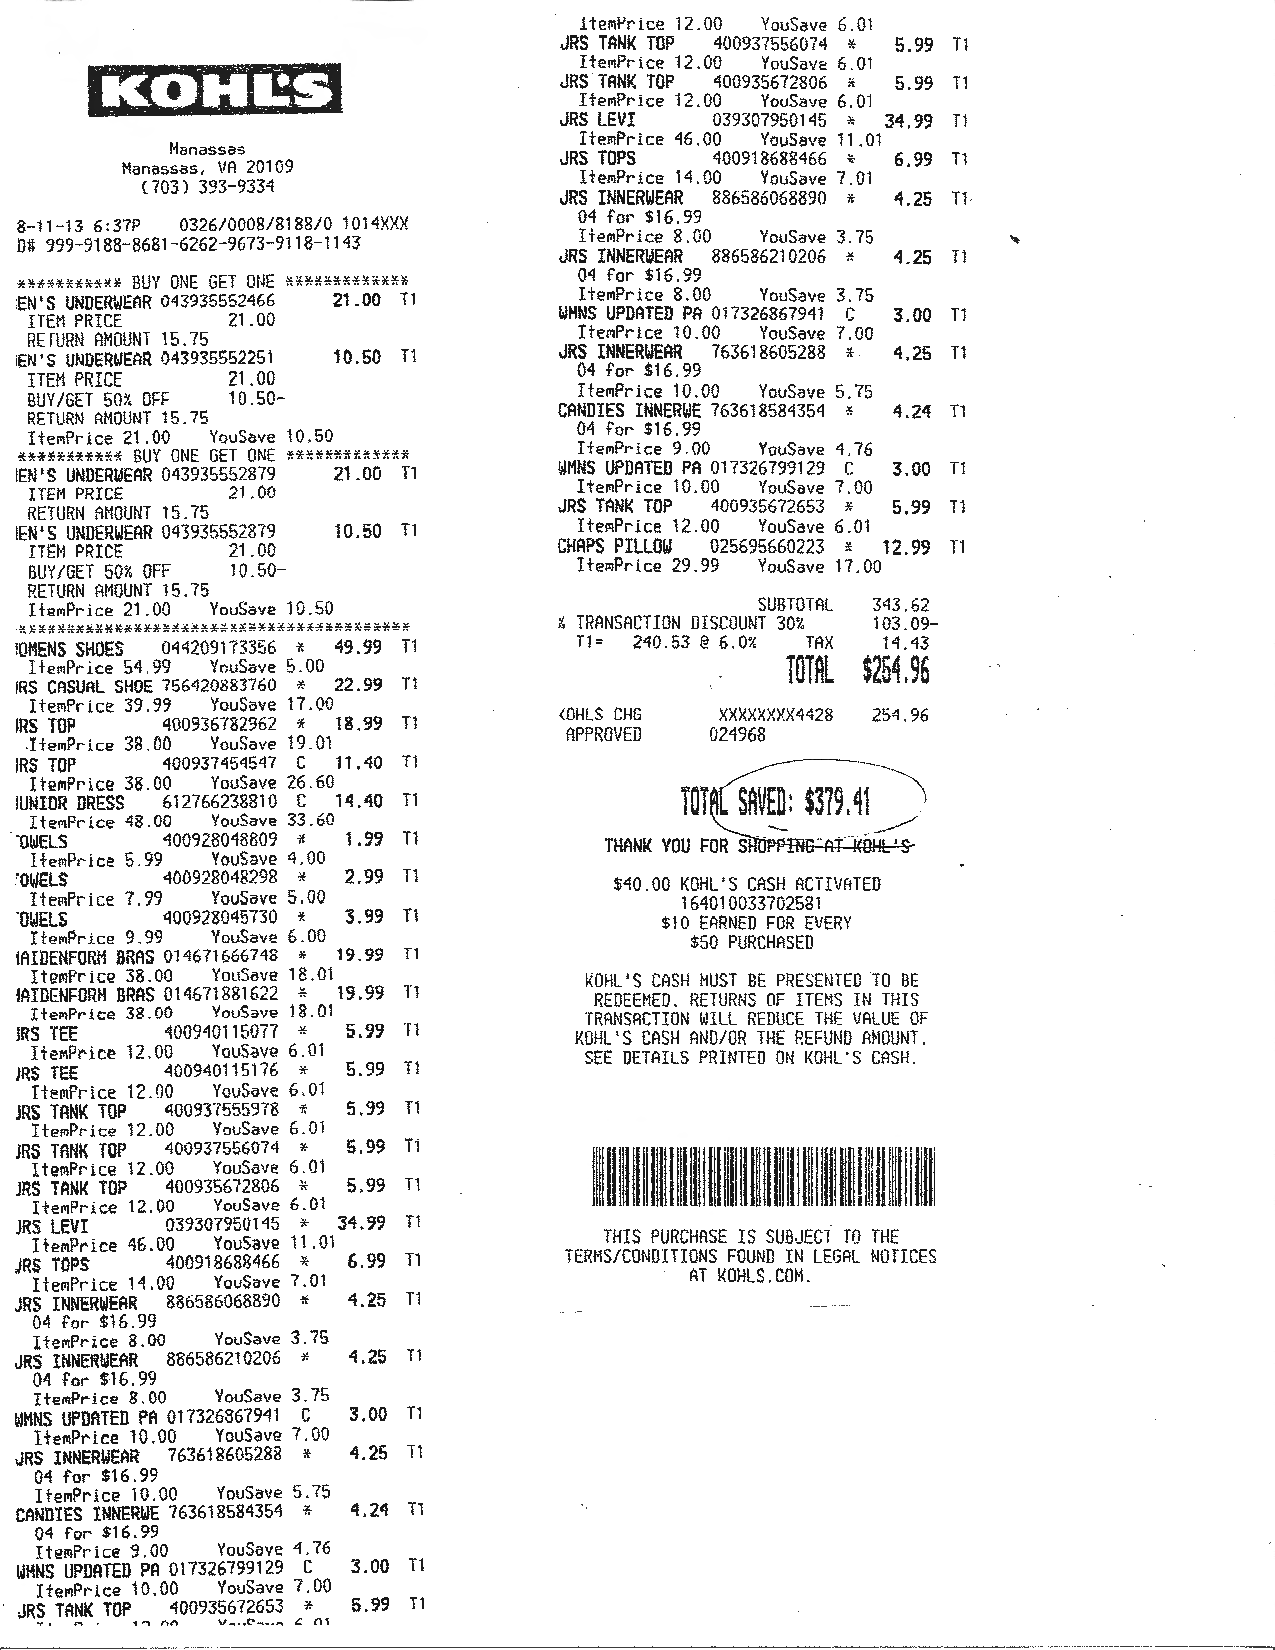 KOHL'S
Manassas
Manassas, VA 20109
(703) 393-9334
8-11-13 6:37P 0326/0008/8188/0 1014XXX
D# 999-9188-8681-6262-9673-9118-1143
*********** BUY ONE GET ONE *************
EN'S UNDERWEAR 043935552466 21.00 T1
ITEM PRICE 21.00
RETURN AMOUNT 15.75
EN'S UNDERWEAR 043935552251 10.50 T1
ITEM PRICE 21.00
BUY/GET 50% OFF 10.50-
RETURN AMOUNT 15.75
ItemPrice 21.00 YouSave 10.50
*********** BUY ONE GET ONE *************
EN'S UNDERWEAR 043935552879 21.00 T1
ITEM PRICE 21.00
RETURN AMOUNT 15.75
EN'S UNDERWEAR 043935552879 10.50 T1
ITEM PRICE 21.00
BUY/GET 50% OFF 10.50-
RETURN AMOUNT 15.75
ItemPrice 21.00 YouSave 10.50
******************************************
OMENS SHOES 044209173356 * 49.99 T1
ItemPrice 54.99 YouSave 5.00
RS CASUAL SHOE 756420883760 * 22.99 T1
ItemPrice 39.99 YouSave 17.00
RS TOP 400936782962 * 18.99 T1
ItemPrice 38.00 YouSave 19.01
RS TOP 400937454547 C 11.40 T1
ItemPrice 38.00 YouSave 26.60
UNIOR DRESS 612766238810 C 14.40 T1
ItemPrice 48.00 YouSave 33.60
OWELS 400928048809 * 1.99 T1
ItemPrice 5.99 YouSave 4.00
OWELS 400928048298 * 2.99 T1
ItemPrice 7.99 YouSave 5.00
OWELS 400928045730 * 3.99 T1
ItemPrice 9.99 YouSave 6.00
AIDENFORM BRAS 014671666748 * 19.99 T1
ItemPrice 38.00 YouSave 18.01
AIDENFORM BRAS 014671881622 * 19.99 T1
ItemPrice 38.00 YouSave 18.01
JRS TEE 400940115077 * 5.99 T1
ItemPrice 12.00 YouSave 6.01
JRS TEE 400940115176 * 5.99 T1
ItemPrice 12.00 YouSave 6.01
JRS TANK TOP 400937555978 * 5.99 T1
ItemPrice 12.00 YouSave 6.01
JRS TANK TOP 400937556074 * 5.99 T1
ItemPrice 12.00 YouSave 6.01
JRS TANK TOP 400935672806 * 5.99 T1
ItemPrice 12.00 YouSave 6.01
JRS LEVI 039307950145 * 34.99 T1
ItemPrice 46.00 YouSave 11.01
JRS TOPS 400918688466 * 6.99 T1
ItemPrice 14.00 YouSave 7.01
JRS INNERWEAR 886586068890 * 4.25 T1
04 for $16.99
ItemPrice 8.00 YouSave 3.75
JRS INNERWEAR 886586210206 * 4.25 T1
04 for $16.99
ItemPrice 8.00 YouSave 3.75
WMNS UPDATED PA 017326867941 C 3.00 T1
ItemPrice 10.00 YouSave 7.00
JRS INNERWEAR 763618605288 * 4.25 T1
04 for $16.99
ItemPrice 10.00 YouSave 5.75
CANDIES INNERWE 763618584354 * 4.24 T1
04 for $16.99
ItemPrice 9.00 YouSave 4.76
WMNS UPDATED PA 017326799129 C 3.00 T1
ItemPrice 10.00 YouSave 7.00
JRS TANK TOP 400935672653 * 5.99 T1
ItemPrice 12.00 YouSave 6.01
JRS TANK TOP 400937556074 * 5.99 T1
ItemPrice 12.00 YouSave 6.01
JRS TANK TOP 400935672806 * 5.99 T1
ItemPrice 12.00 YouSave 6.01
JRS LEVI 039307950145 * 34.99 T1
ItemPrice 46.00 YouSave 11.01
JRS TOPS 400918688466 * 6.99 T1
ItemPrice 14.00 YouSave 7.01
JRS INNERWEAR 886586068890 * 4.25 T1
04 for $16.99
ItemPrice 8.00 YouSave 3.75
JRS INNERWEAR 886586210206 * 4.25 T1
04 for $16.99
ItemPrice 8.00 YouSave 3.75
WMNS UPDATED PA 017326867941 C 3.00 T1
ItemPrice 10.00 YouSave 7.00
JRS INNERWEAR 763618605288 * 4.25 T1
04 for $16.99
ItemPrice 10.00 YouSave 5.75
CANDIES INNERWE 763618584354 * 4.24 T1
04 for $16.99
ItemPrice 9.00 YouSave 4.76
WMNS UPDATED PA 017326799129 C 3.00 T1
ItemPrice 10.00 YouSave 7.00
JRS TANK TOP 400935672653 * 5.99 T1
ItemPrice 12.00 YouSave 6.01
CHAPS PILLOW 025695660223 * 12.99 T1
ItemPrice 29.99 YouSave 17.00
SUBTOTAL 343.62
% TRANSACTION DISCOUNT 30% 103.09-
T1= 240.53 @ 6.0% TAX 14.43
TOTAL $254.96
KOHLS CHG XXXXXXXX4428 254.96
APPROVED 024968
TOTAL SAVED: $379.41
THANK YOU FOR SHOPPING AT KOHL'S
$40.00 KOHL'S CASH ACTIVATED
164010033702581
$10 EARNED FOR EVERY
$50 PURCHASED
KOHL'S CASH MUST BE PRESENTED TO BE
REDEEMED. RETURNS OF ITEMS IN THIS
TRANSACTION WILL REDUCE THE VALUE OF
KOHL'S CASH AND/OR THE REFUND AMOUNT.
SEE DETAILS PRINTED ON KOHL'S CASH.
THIS PURCHASE IS SUBJECT TO THE
TERMS/CONDITIONS FOUND IN LEGAL NOTICES
AT KOHLS.COM.